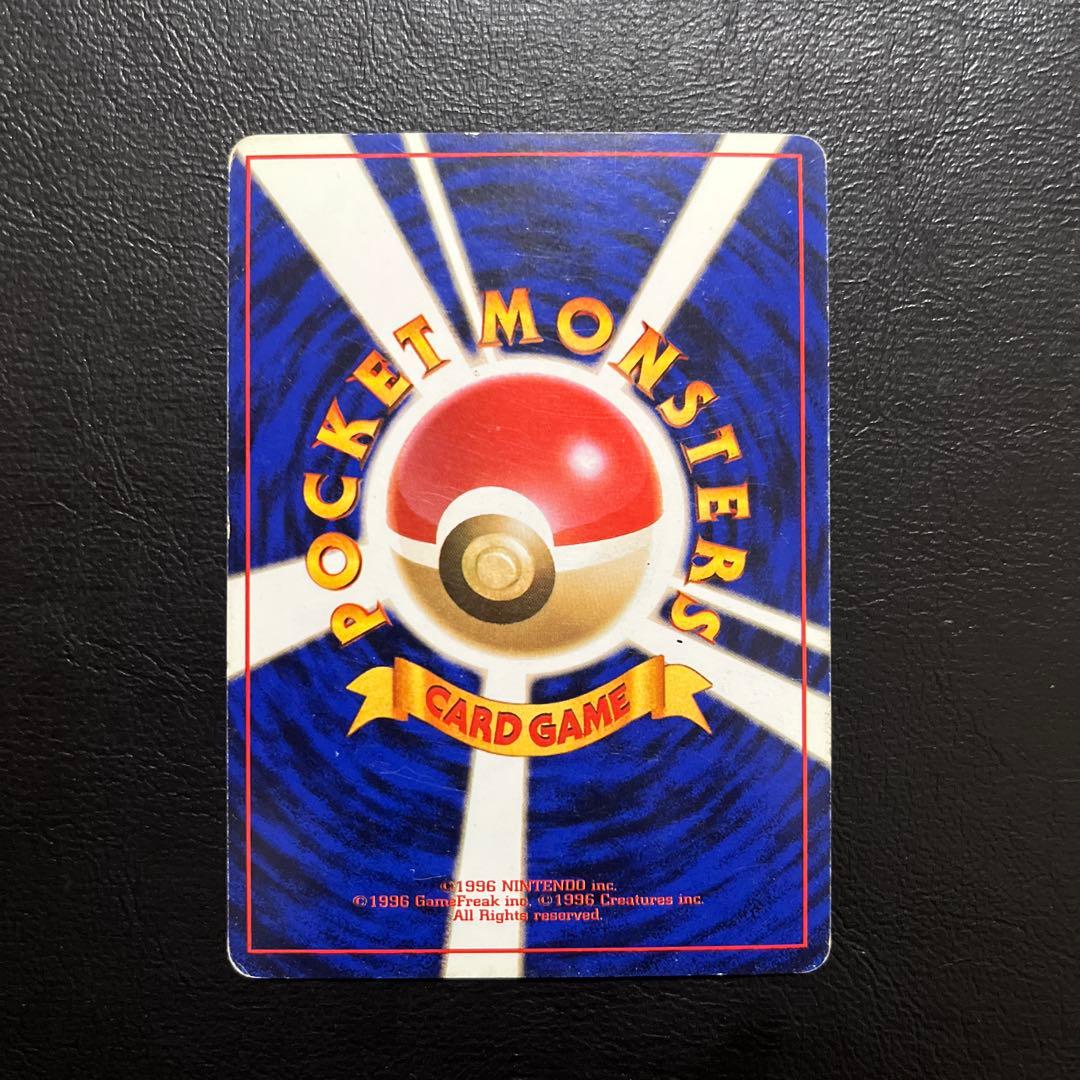 POCKET MONSTERS
CARD GAME
©1996 NINTENDO inc.
©1996 GameFreak inc. ©1996 Creatures inc.
All Rights reserved.